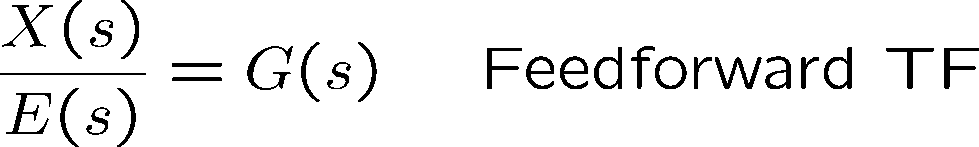 X(s)/E(s) = G(s) Feedforward TF